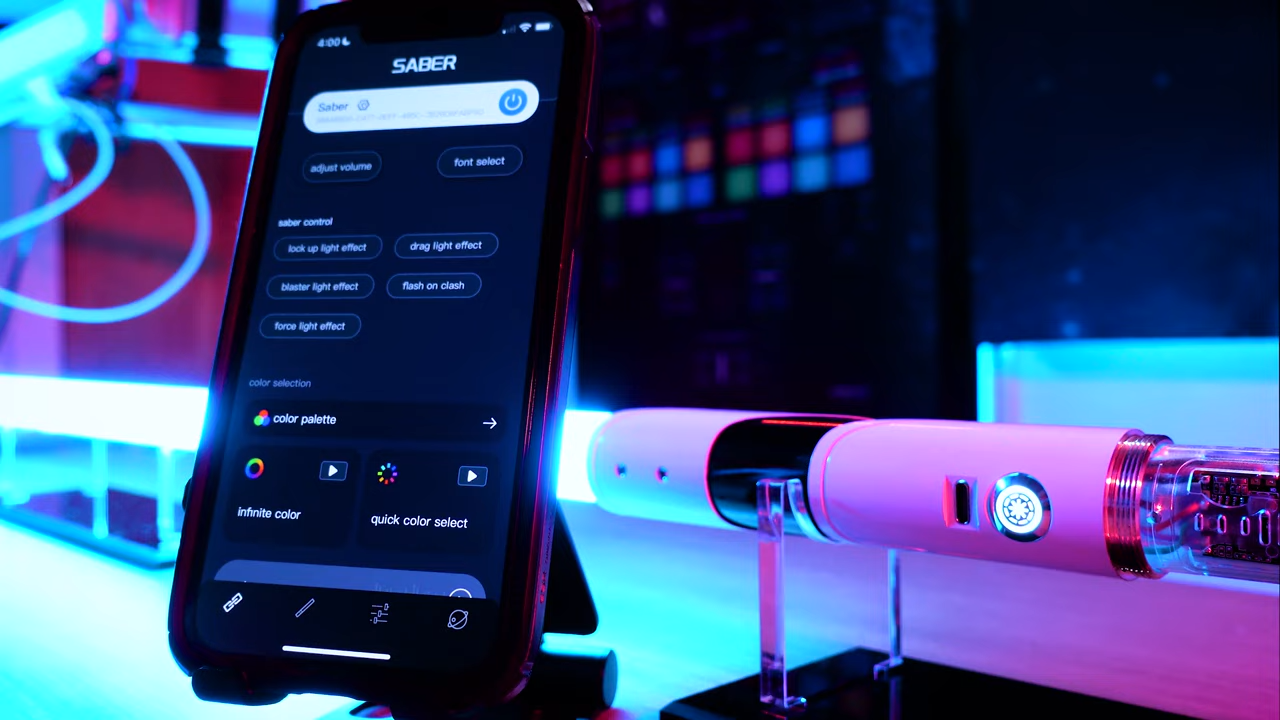 4:00
SABER
Saber
adjust volume
font select
saber control
lock up light effect
drag light effect
blaster light effect
flash on clash
force light effect
color selection
color palette
infinite color
quick color select